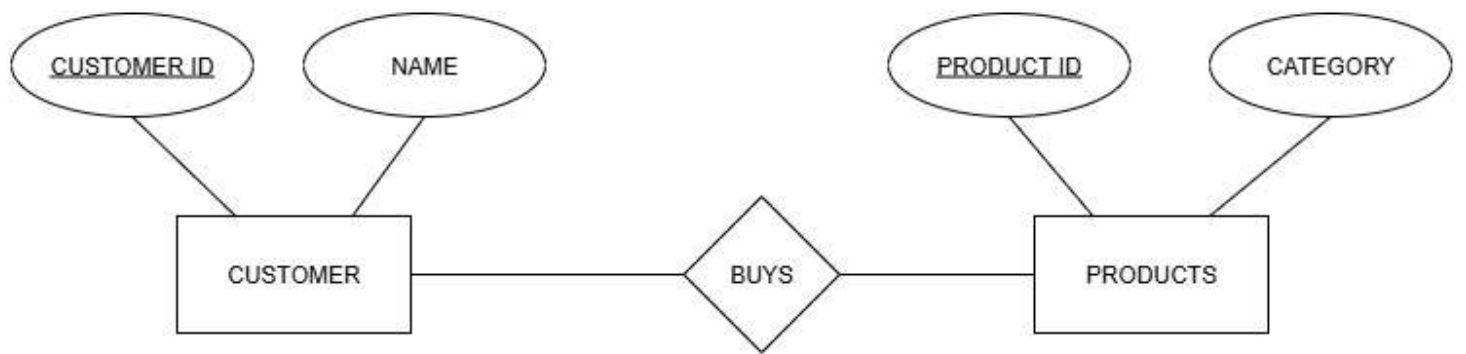 CUSTOMER ID
NAME
PRODUCT ID
CATEGORY
CUSTOMER
BUYS
PRODUCTS